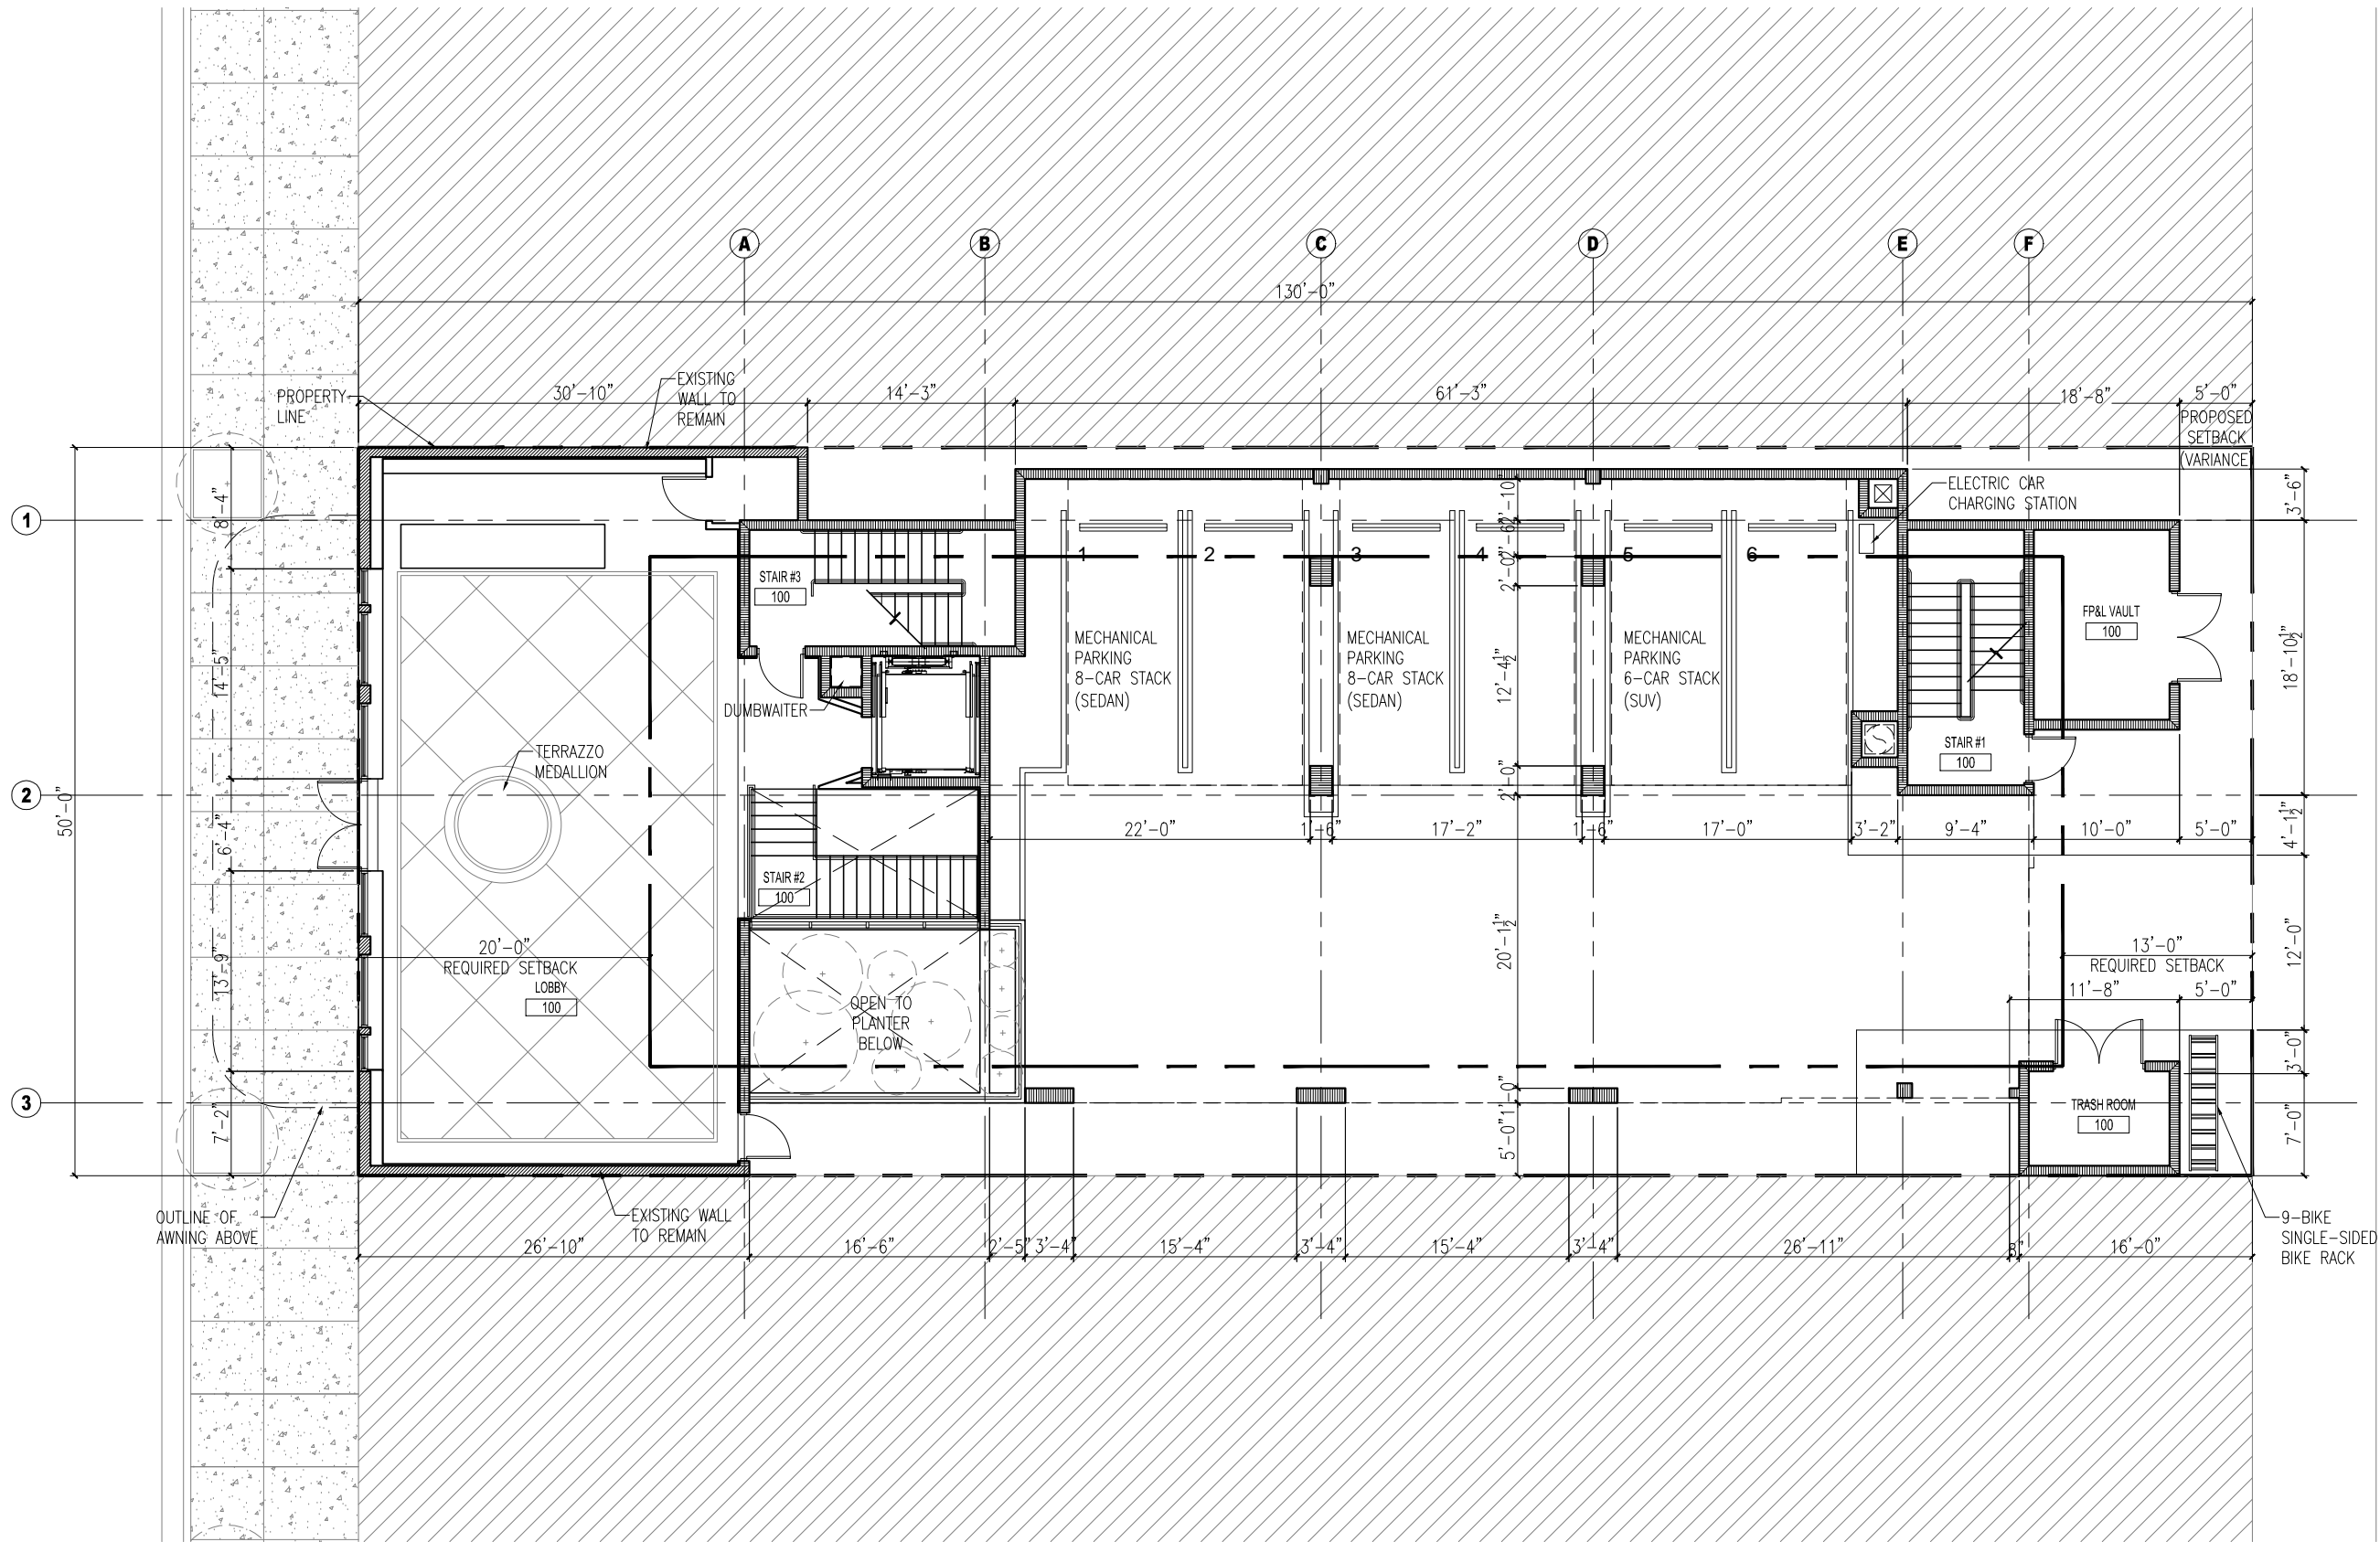 A
B
C
D
E
F
130'-0"
30'-10"
14'-3"
61'-3"
18'-8"
5'-0"
PROPERTY
LINE
EXISTING
WALL TO
REMAIN
PROPOSED
SETBACK
(VARIANCE)
1
8'-4"
2'-10"
ELECTRIC CAR
CHARGING STATION
3'-6"
2'-6"
1
2
3
4
5
6
STAIR #3
100
2'-0"
FP&L VAULT
100
14'-5"
MECHANICAL
PARKING
8-CAR STACK
(SEDAN)
MECHANICAL
PARKING
8-CAR STACK
(SEDAN)
12'-4½"
MECHANICAL
PARKING
6-CAR STACK
(SUV)
18'-10½"
DUMBWAITER
TERRAZZO
MEDALLION
STAIR #1
100
2
50'-0"
2'-0"
6'-4"
22'-0"
1'-6"
17'-2"
1'-6"
17'-0"
3'-2"
9'-4"
10'-0"
5'-0"
4'-1½"
STAIR #2
100
20'-0"
REQUIRED SETBACK
LOBBY
100
13'-9"
OPEN TO
PLANTER
BELOW
20'-1½"
13'-0"
REQUIRED SETBACK
12'-0"
11'-8"
5'-0"
3'-0"
3
7'-2"
1'-0"
5'-0"
TRASH ROOM
100
7'-0"
OUTLINE OF
AWNING ABOVE
EXISTING WALL
TO REMAIN
26'-10"
16'-6"
2'-5"
3'-4"
15'-4"
3'-4"
15'-4"
3'-4"
26'-11"
8"
16'-0"
9-BIKE
SINGLE-SIDED
BIKE RACK